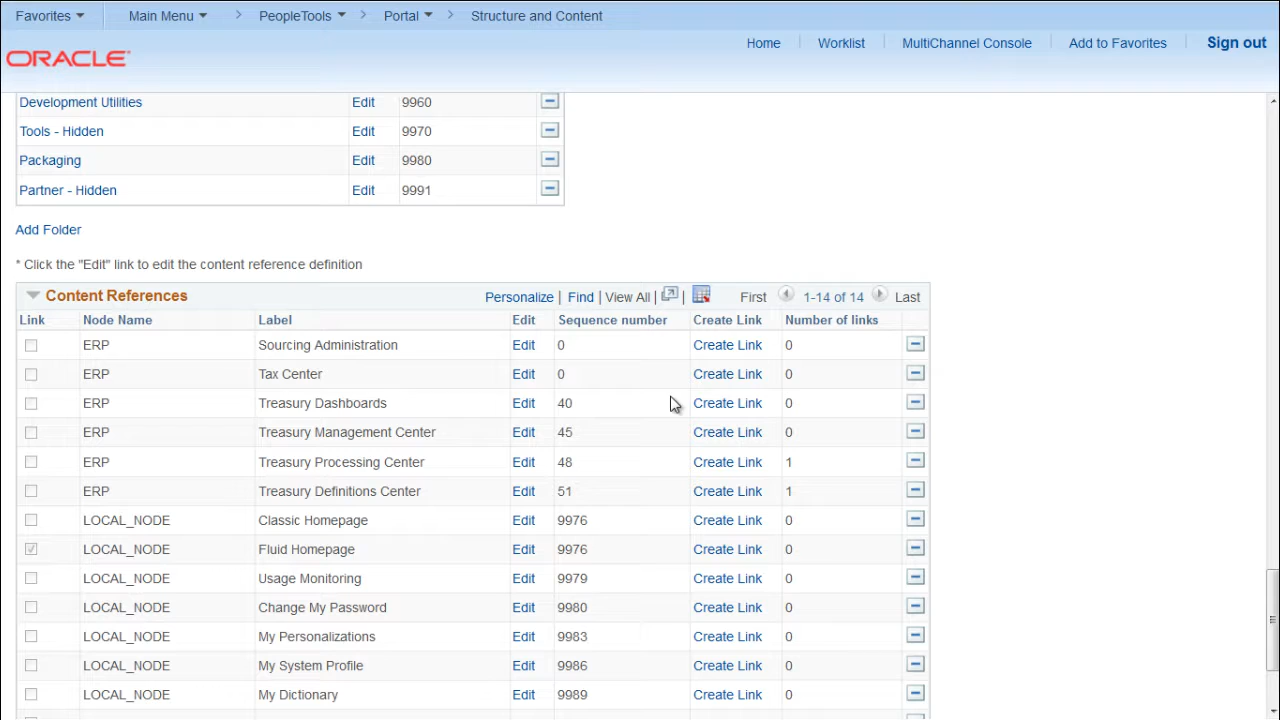 Favorites Main Menu > PeopleTools > Portal > Structure and Content
ORACLE
Home Worklist MultiChannel Console Add to Favorites Sign out
Development Utilities Edit 9960
Tools - Hidden Edit 9970
Packaging Edit 9980
Partner - Hidden Edit 9991
Add Folder
* Click the "Edit" link to edit the content reference definition
Content References Personalize | Find | View All | | First 1-14 of 14 Last
Link Node Name Label Edit Sequence number Create Link Number of links
ERP Sourcing Administration Edit 0 Create Link 0
ERP Tax Center Edit 0 Create Link 0
ERP Treasury Dashboards Edit 40 Create Link 0
ERP Treasury Management Center Edit 45 Create Link 0
ERP Treasury Processing Center Edit 48 Create Link 1
ERP Treasury Definitions Center Edit 51 Create Link 1
LOCAL_NODE Classic Homepage Edit 9976 Create Link 0
LOCAL_NODE Fluid Homepage Edit 9976 Create Link 0
LOCAL_NODE Usage Monitoring Edit 9979 Create Link 0
LOCAL_NODE Change My Password Edit 9980 Create Link 0
LOCAL_NODE My Personalizations Edit 9983 Create Link 0
LOCAL_NODE My System Profile Edit 9986 Create Link 0
LOCAL_NODE My Dictionary Edit 9989 Create Link 0